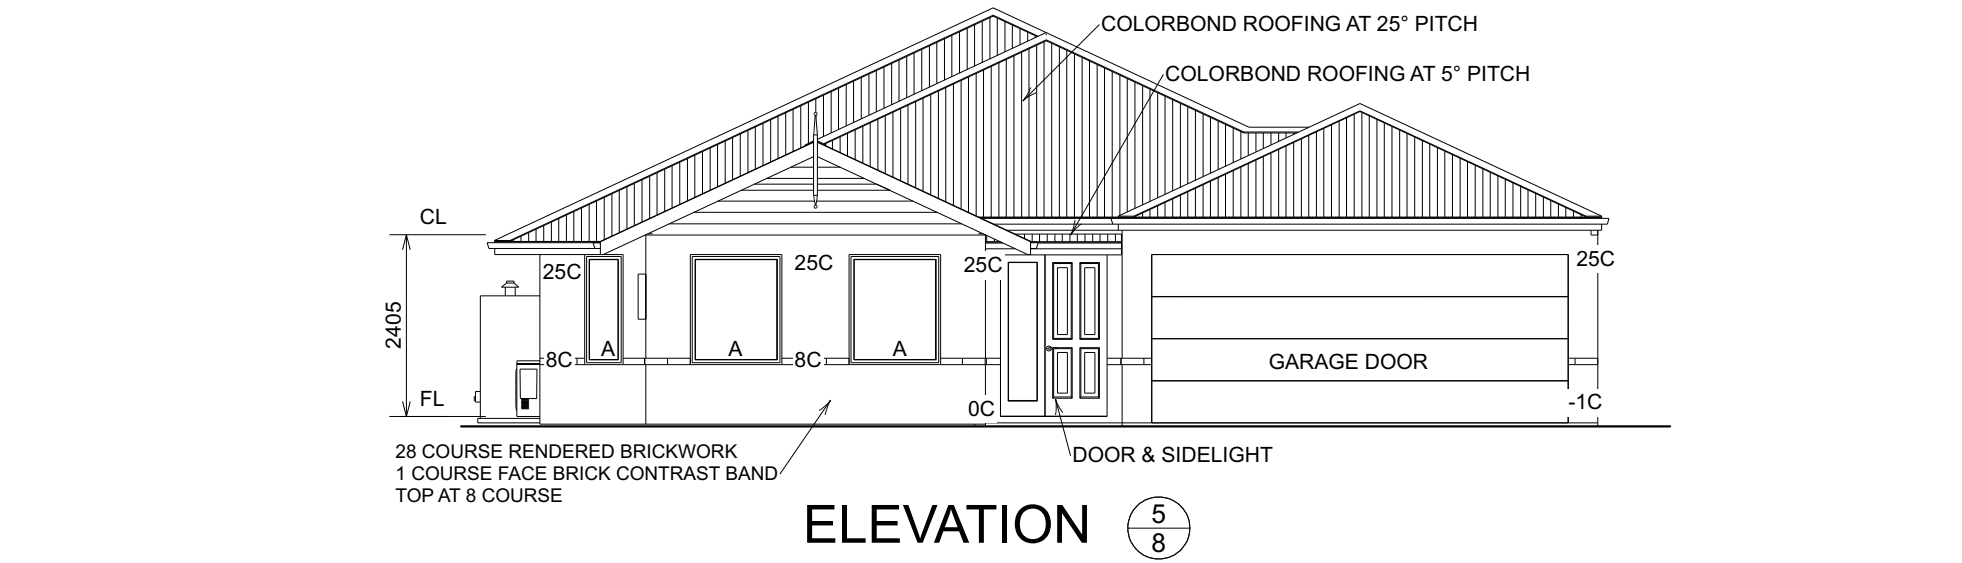 COLORBOND ROOFING AT 25° PITCH
COLORBOND ROOFING AT 5° PITCH
CL
25C
25C
25C
25C
2405
A
A
A
8C
8C
GARAGE DOOR
FL
0C
-1C
28 COURSE RENDERED BRICKWORK
1 COURSE FACE BRICK CONTRAST BAND
TOP AT 8 COURSE
DOOR & SIDELIGHT
ELEVATION
5
8